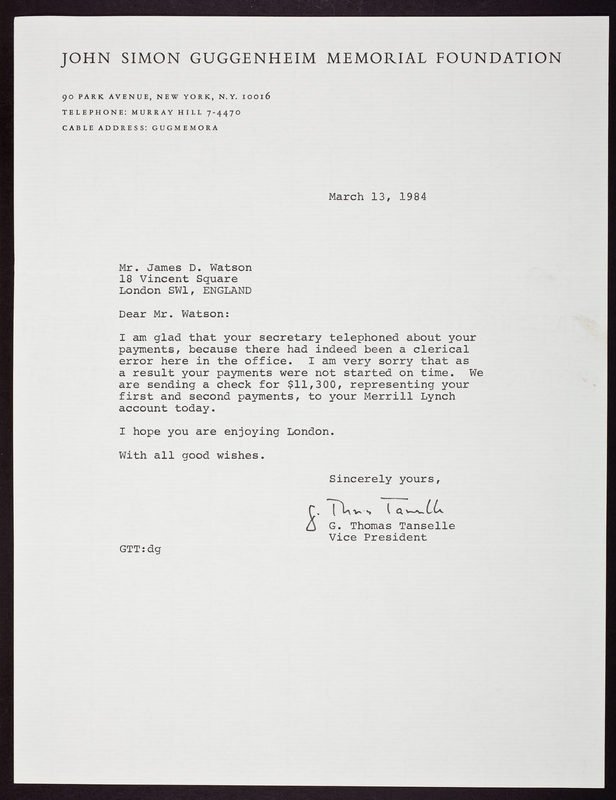 JOHN SIMON GUGGENHEIM MEMORIAL FOUNDATION
90 PARK AVENUE, NEW YORK, N.Y. 10016
TELEPHONE: MURRAY HILL 7-4470
CABLE ADDRESS: GUGMEMORA
March 13, 1984
Mr. James D. Watson
18 Vincent Square
London SW1, ENGLAND
Dear Mr. Watson:
I am glad that your secretary telephoned about your
payments, because there had indeed been a clerical
error here in the office.  I am very sorry that as
a result your payments were not started on time.  We
are sending a check for $11,300, representing your
first and second payments, to your Merrill Lynch
account today.
I hope you are enjoying London.
With all good wishes.
Sincerely yours,
G. Thomas Tanselle
G. Thomas Tanselle
Vice President
GTT:dg